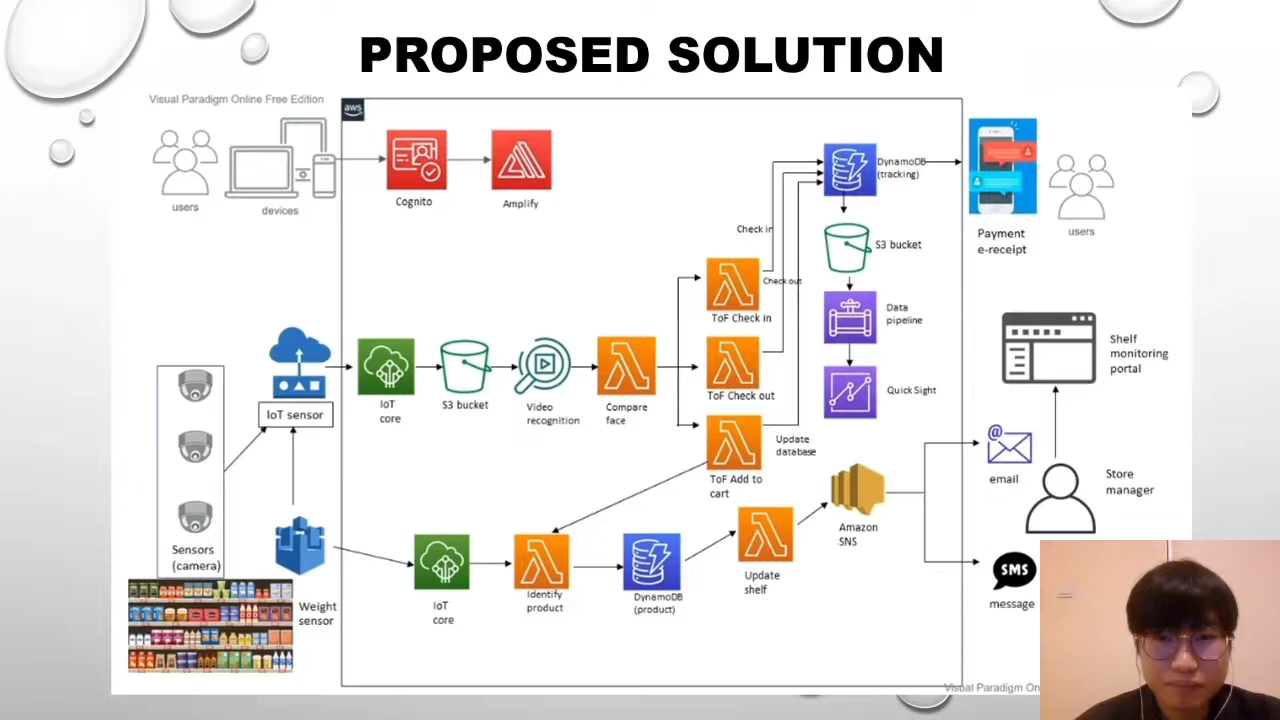 PROPOSED SOLUTION
Visual Paradigm Online Free Edition
aws
users
devices
Cognito
Amplify
DynamoDB
(tracking)
Payment
e-receipt
users
Check in
S3 bucket
Check out
ToF Check in
Data
pipeline
Shelf
monitoring
portal
IoT sensor
IoT
core
S3 bucket
Video
recognition
Compare
face
ToF Check out
Quick Sight
Update
database
ToF Add to
cart
@
email
Store
manager
Sensors
(camera)
Amazon
SNS
Weight
sensor
IoT
core
Identify
product
DynamoDB
(product)
Update
shelf
SMS
message
Visual Paradigm On